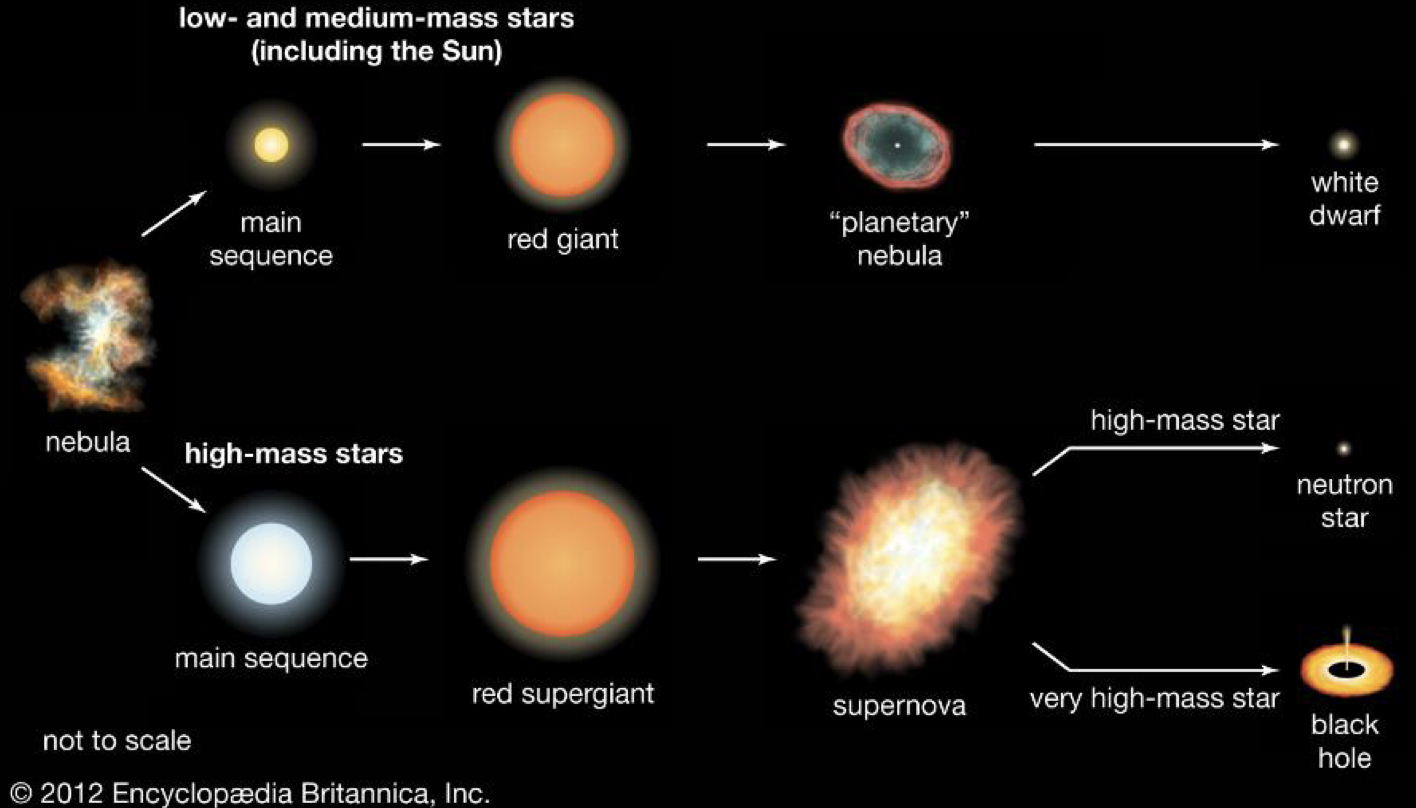 low- and medium-mass stars
(including the Sun)
main
sequence
red giant
“planetary”
nebula
white
dwarf
nebula
high-mass stars
main sequence
red supergiant
supernova
high-mass star
neutron
star
very high-mass star
black
hole
not to scale
© 2012 Encyclopædia Britannica, Inc.